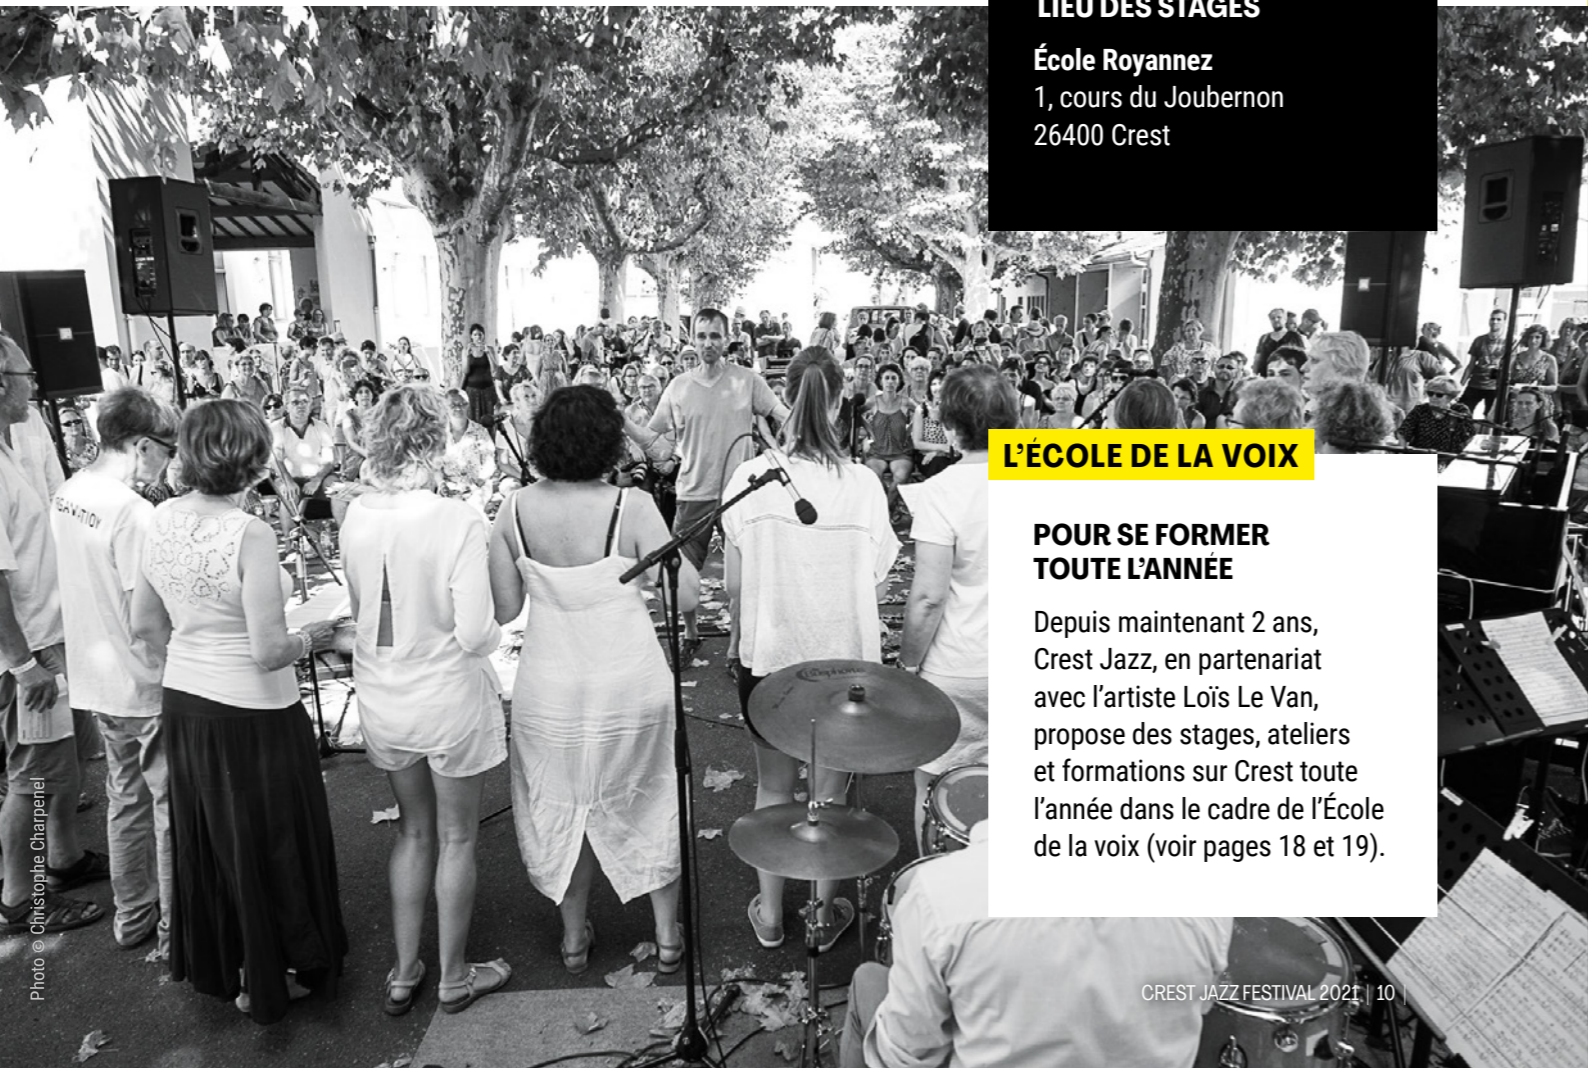 LIEU DES STAGES
École Royannez
1, cours du Joubernon
26400 Crest
L’ÉCOLE DE LA VOIX
POUR SE FORMER
TOUTE L’ANNÉE
Depuis maintenant 2 ans,
Crest Jazz, en partenariat
avec l’artiste Loïs Le Van,
propose des stages, ateliers
et formations sur Crest toute
l’année dans le cadre de l’École
de la voix (voir pages 18 et 19).
Photo © Christophe Charpenel
CREST JAZZ FESTIVAL 2021 | 10 |